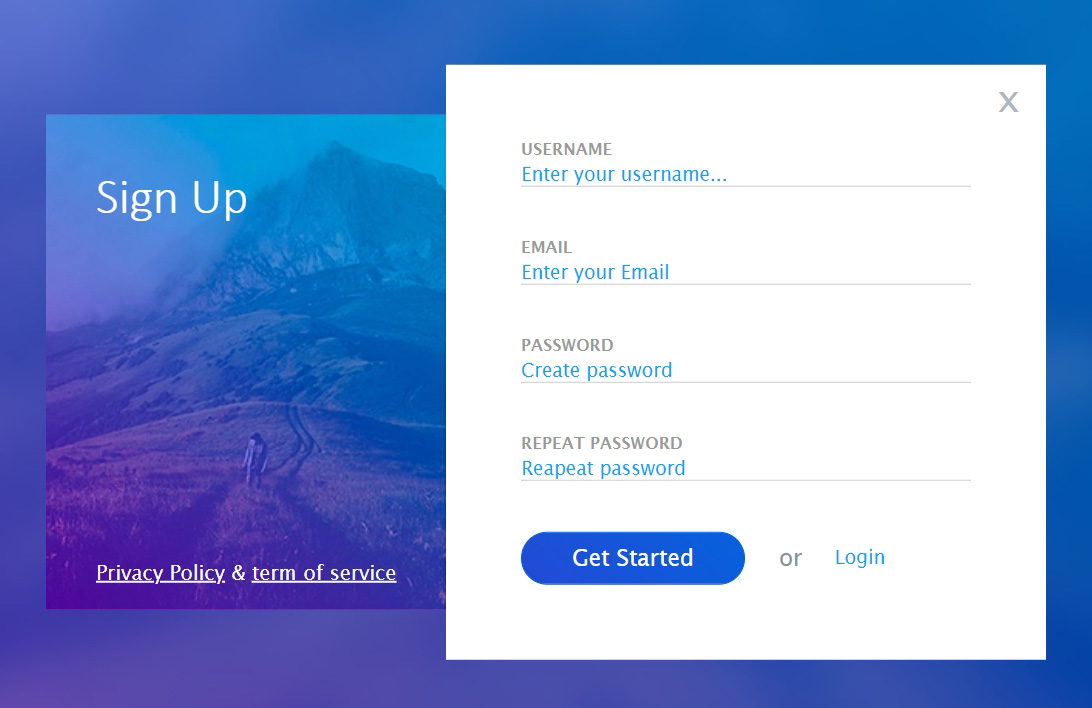 Sign Up
Privacy Policy & term of service
X
USERNAME
Enter your username...
EMAIL
Enter your Email
PASSWORD
Create password
REPEAT PASSWORD
Reapeat password
Get Started or Login